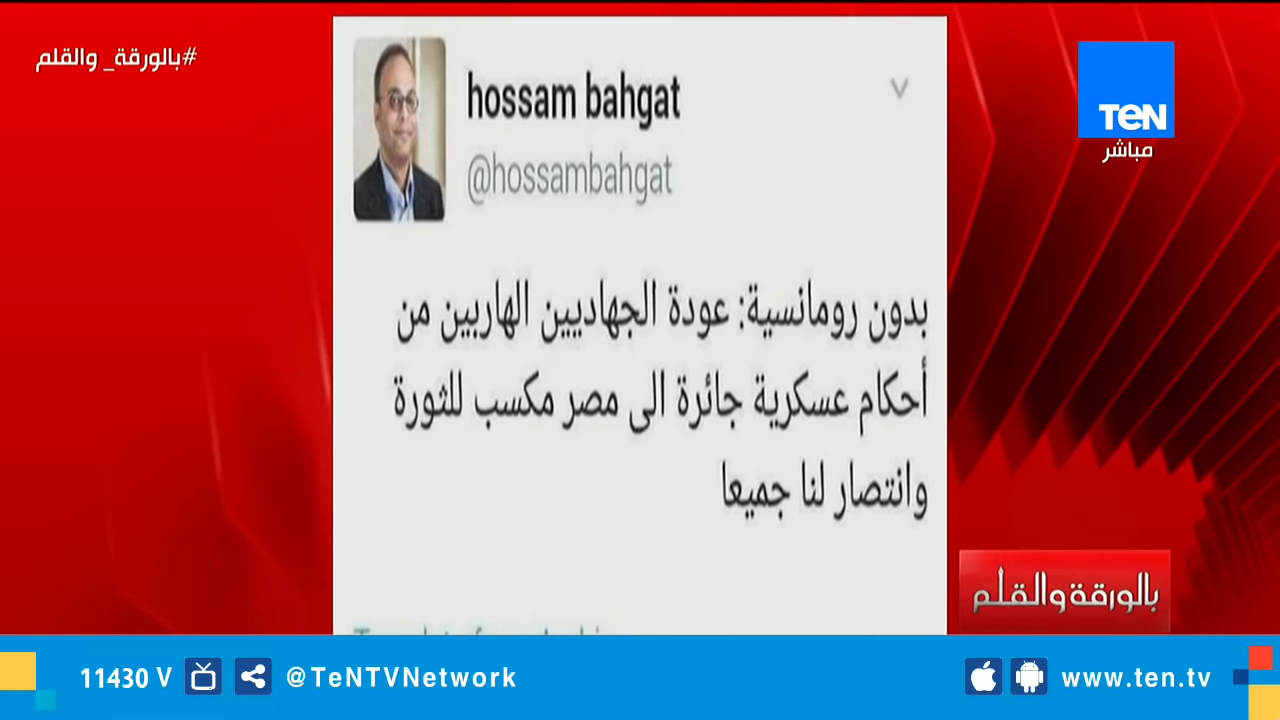 #بالورقة_ والقلم
TEN
مباشر
hossam bahgat
@hossambahgat
بدون رومانسية: عودة الجهاديين الهاربين من
أحكام عسكرية جائرة الى مصر مكسب للثورة
وانتصار لنا جميعا
بالورقة والقلم
11430 V
@TeNTVNetwork
www.ten.tv